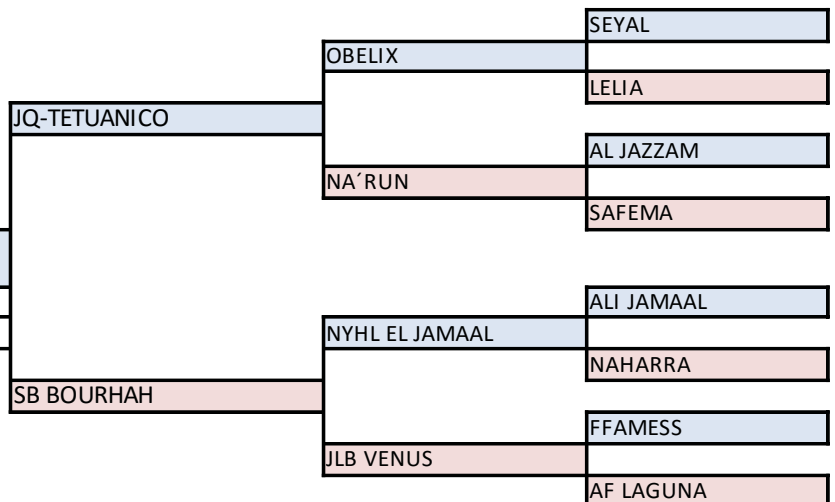 SEYAL
OBELIX
LELIA
JQ-TETUANICO
AL JAZZAM
NA´RUN
SAFEMA
ALI JAMAAL
NYHL EL JAMAAL
NAHARRA
SB BOURHAH
FFAMESS
JLB VENUS
AF LAGUNA